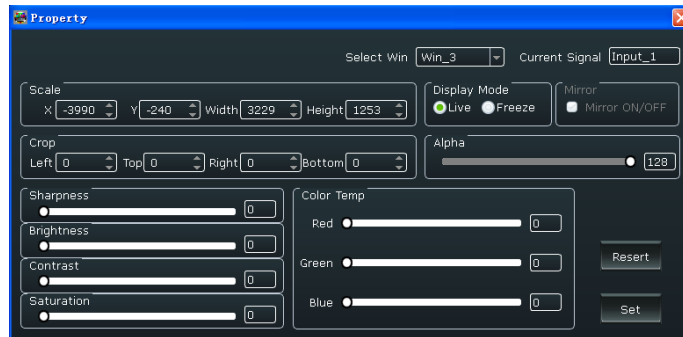 Property
Select Win Win_3 Current Signal Input_1
Scale
X -3990 Y -240 Width 3229 Height 1253
Display Mode
Live Freeze
Mirror
Mirror ON/OFF
Crop
Left 0 Top 0 Right 0 Bottom 0
Alpha
128
Sharpness
0
Brightness
0
Contrast
0
Saturation
0
Color Temp
Red 0
Green 0
Blue 0
Resert
Set